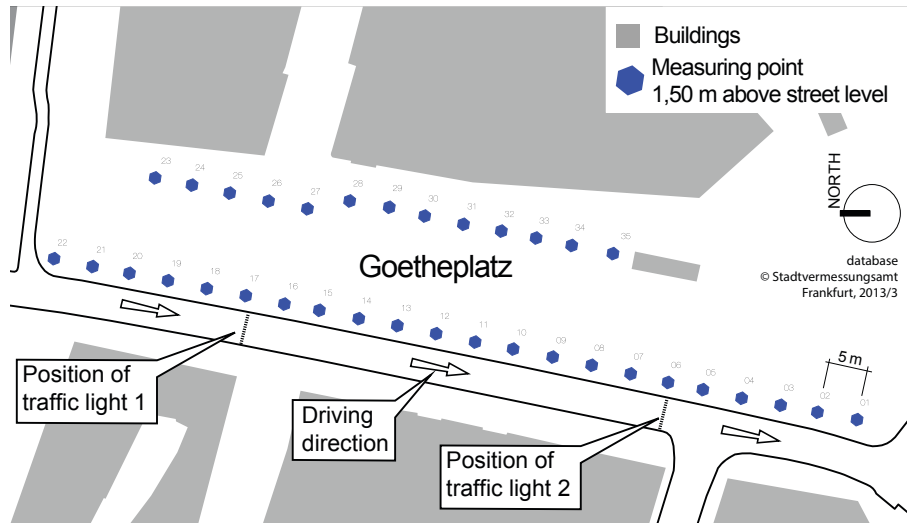 Buildings
Measuring point
1,50 m above street level
NORTH
database
© Stadtvermessungsamt
Frankfurt, 2013/3
23
24
25
26
27
28
29
30
31
32
33
34
35
Goetheplatz
22
21
20
19
18
17
16
15
14
13
12
11
10
09
08
07
06
05
04
03
02
01
5 m
Position of
traffic light 1
Driving
direction
Position of
traffic light 2